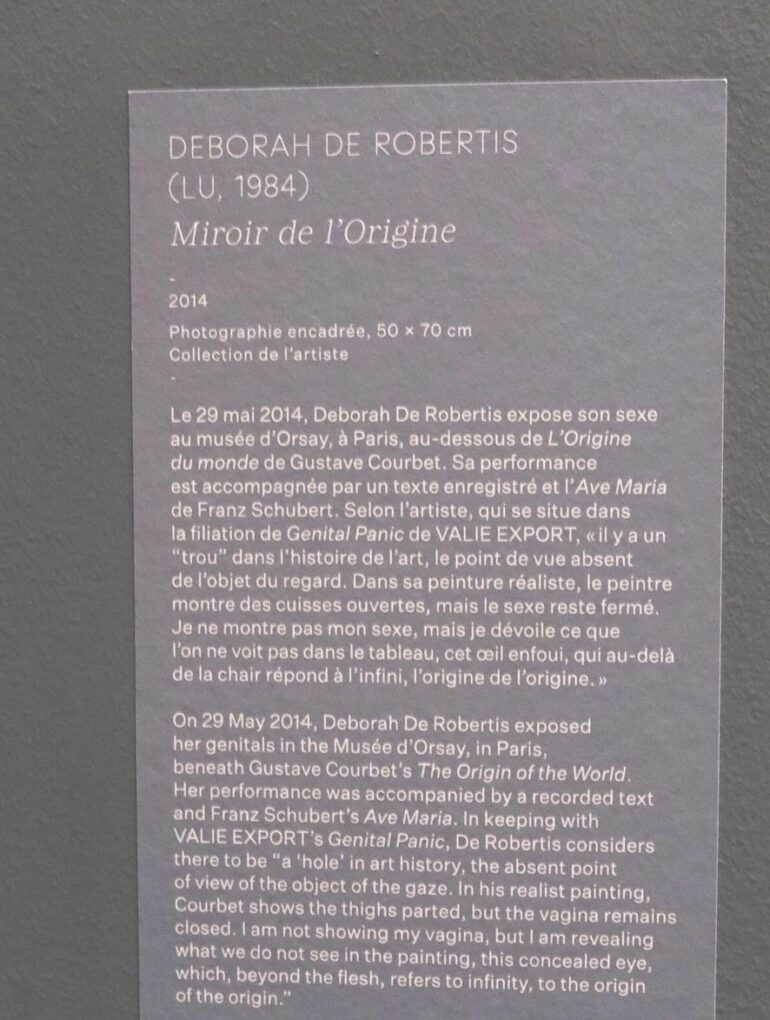 DEBORAH DE ROBERTIS
(LU, 1984)
Miroir de l'Origine
-
2014
Photographie encadrée, 50 × 70 cm
Collection de l'artiste
-
Le 29 mai 2014, Deborah De Robertis expose son sexe
au musée d'Orsay, à Paris, au-dessous de L'Origine
du monde de Gustave Courbet. Sa performance
est accompagnée par un texte enregistré et l'Ave Maria
de Franz Schubert. Selon l'artiste, qui se situe dans
la filiation de Genital Panic de VALIE EXPORT, « il y a un
“trou” dans l'histoire de l'art, le point de vue absent
de l'objet du regard. Dans sa peinture réaliste, le peintre
montre des cuisses ouvertes, mais le sexe reste fermé.
Je ne montre pas mon sexe, mais je dévoile ce que
l'on ne voit pas dans le tableau, cet œil enfoui, qui au-delà
de la chair répond à l'infini, l'origine de l'origine. »
On 29 May 2014, Deborah De Robertis exposed
her genitals in the Musée d'Orsay, in Paris,
beneath Gustave Courbet's The Origin of the World.
Her performance was accompanied by a recorded text
and Franz Schubert's Ave Maria. In keeping with
VALIE EXPORT's Genital Panic, De Robertis considers
there to be “a ‘hole’ in art history, the absent point
of view of the object of the gaze. In his realist painting,
Courbet shows the thighs parted, but the vagina remains
closed. I am not showing my vagina, but I am revealing
what we do not see in the painting, this concealed eye,
which, beyond the flesh, refers to infinity, to the origin
of the origin.”